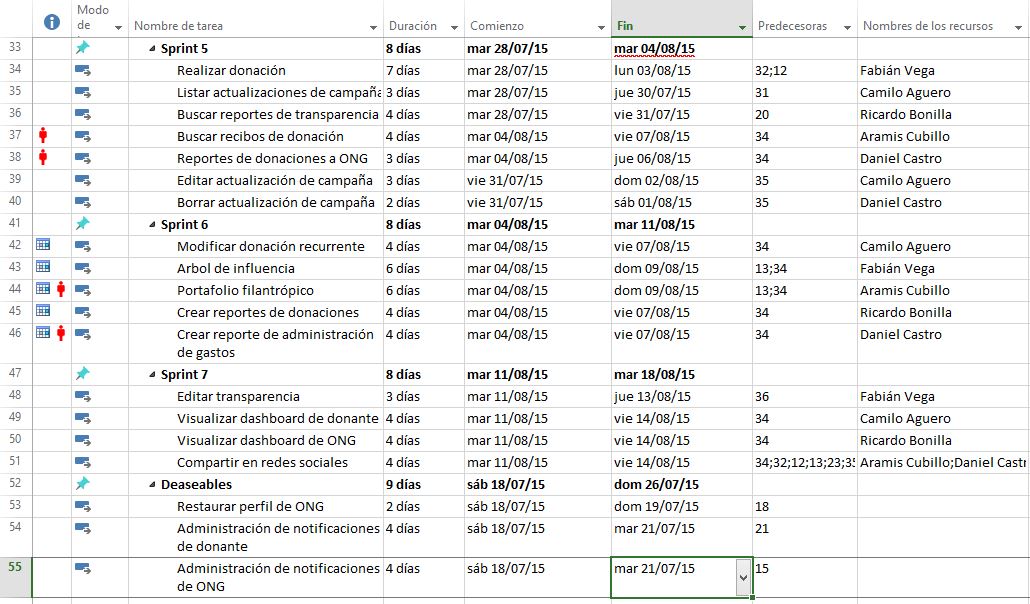 Modo de Nombre de tarea Duración Comienzo Fin Predecesoras Nombres de los recursos
33 Sprint 5 8 días mar 28/07/15 mar 04/08/15
34 Realizar donación 7 días mar 28/07/15 lun 03/08/15 32;12 Fabián Vega
35 Listar actualizaciones de campaña 3 días mar 28/07/15 jue 30/07/15 31 Camilo Aguero
36 Buscar reportes de transparencia 4 días mar 28/07/15 vie 31/07/15 20 Ricardo Bonilla
37 Buscar recibos de donación 4 días mar 04/08/15 vie 07/08/15 34 Aramis Cubillo
38 Reportes de donaciones a ONG 3 días mar 04/08/15 jue 06/08/15 34 Daniel Castro
39 Editar actualización de campaña 3 días vie 31/07/15 dom 02/08/15 35 Camilo Aguero
40 Borrar actualización de campaña 2 días vie 31/07/15 sáb 01/08/15 35 Daniel Castro
41 Sprint 6 8 días mar 04/08/15 mar 11/08/15
42 Modificar donación recurrente 4 días mar 04/08/15 vie 07/08/15 34 Camilo Aguero
43 Arbol de influencia 6 días mar 04/08/15 dom 09/08/15 13;34 Fabián Vega
44 Portafolio filantrópico 6 días mar 04/08/15 dom 09/08/15 13;34 Aramis Cubillo
45 Crear reportes de donaciones 4 días mar 04/08/15 vie 07/08/15 34 Ricardo Bonilla
46 Crear reporte de administración 4 días mar 04/08/15 vie 07/08/15 34 Daniel Castro
de gastos
47 Sprint 7 8 días mar 11/08/15 mar 18/08/15
48 Editar transparencia 3 días mar 11/08/15 jue 13/08/15 36 Fabián Vega
49 Visualizar dashboard de donante 4 días mar 11/08/15 vie 14/08/15 34 Camilo Aguero
50 Visualizar dashboard de ONG 4 días mar 11/08/15 vie 14/08/15 34 Ricardo Bonilla
51 Compartir en redes sociales 4 días mar 11/08/15 vie 14/08/15 34;32;12;13;23;35 Aramis Cubillo;Daniel Castr
52 Deaseables 9 días sáb 18/07/15 dom 26/07/15
53 Restaurar perfil de ONG 2 días sáb 18/07/15 dom 19/07/15 18
54 Administración de notificaciones 4 días sáb 18/07/15 mar 21/07/15 21
de donante
55 Administración de notificaciones 4 días sáb 18/07/15 mar 21/07/15 15
de ONG